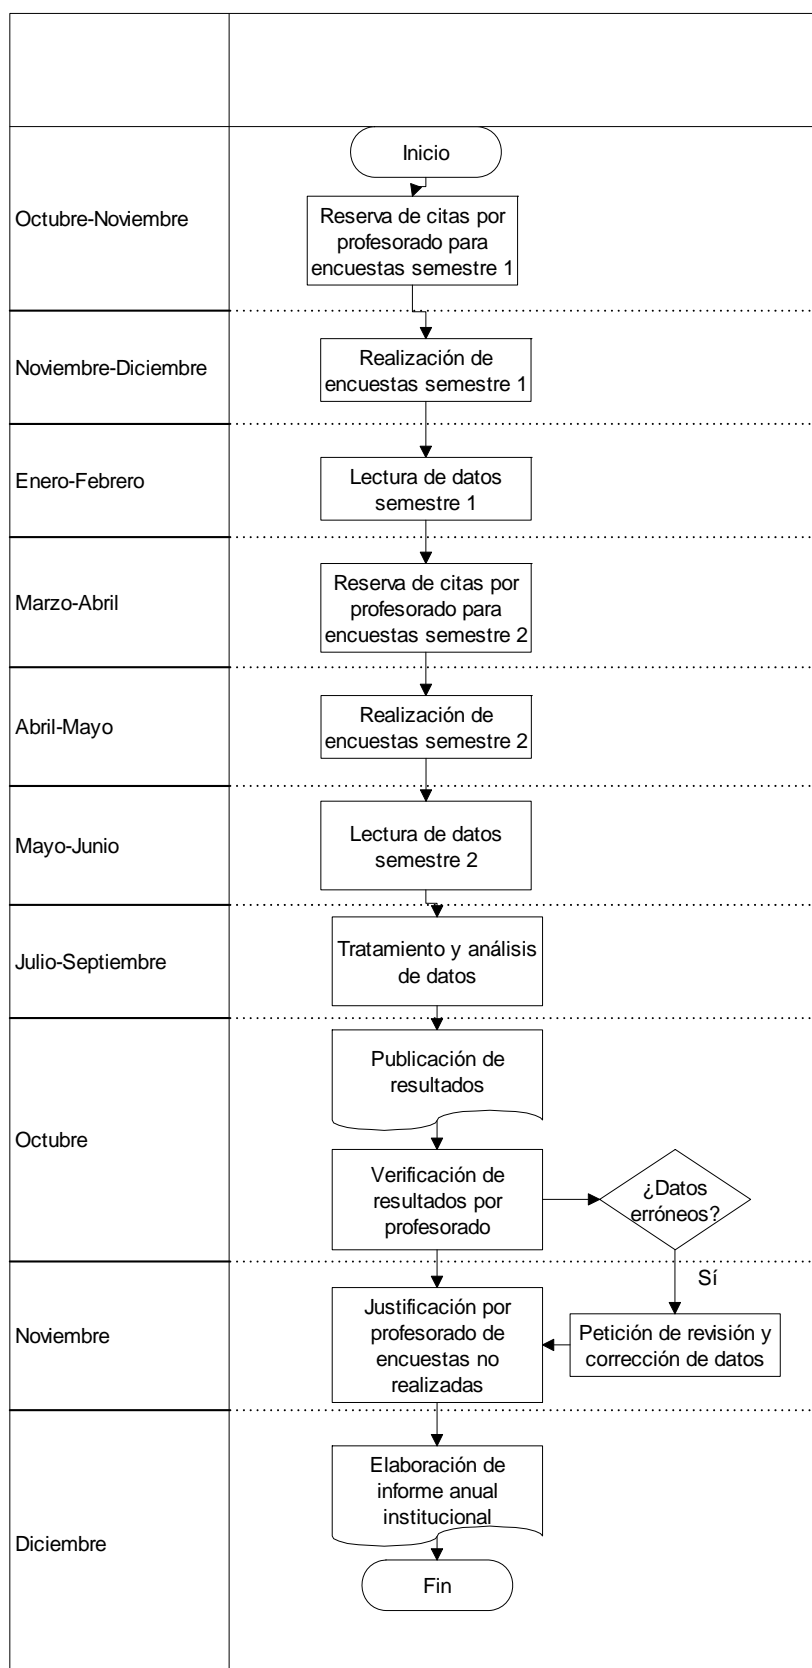 Inicio
Octubre-Noviembre
Reserva de citas por
profesorado para
encuestas semestre 1
Noviembre-Diciembre
Realización de
encuestas semestre 1
Enero-Febrero
Lectura de datos
semestre 1
Marzo-Abril
Reserva de citas por
profesorado para
encuestas semestre 2
Abril-Mayo
Realización de
encuestas semestre 2
Mayo-Junio
Lectura de datos
semestre 2
Julio-Septiembre
Tratamiento y análisis
de datos
Octubre
Publicación de
resultados
Verificación de
resultados por
profesorado
¿Datos
erróneos?
Sí
Noviembre
Justificación por
profesorado de
encuestas no
realizadas
Petición de revisión y
corrección de datos
Diciembre
Elaboración de
informe anual
institucional
Fin